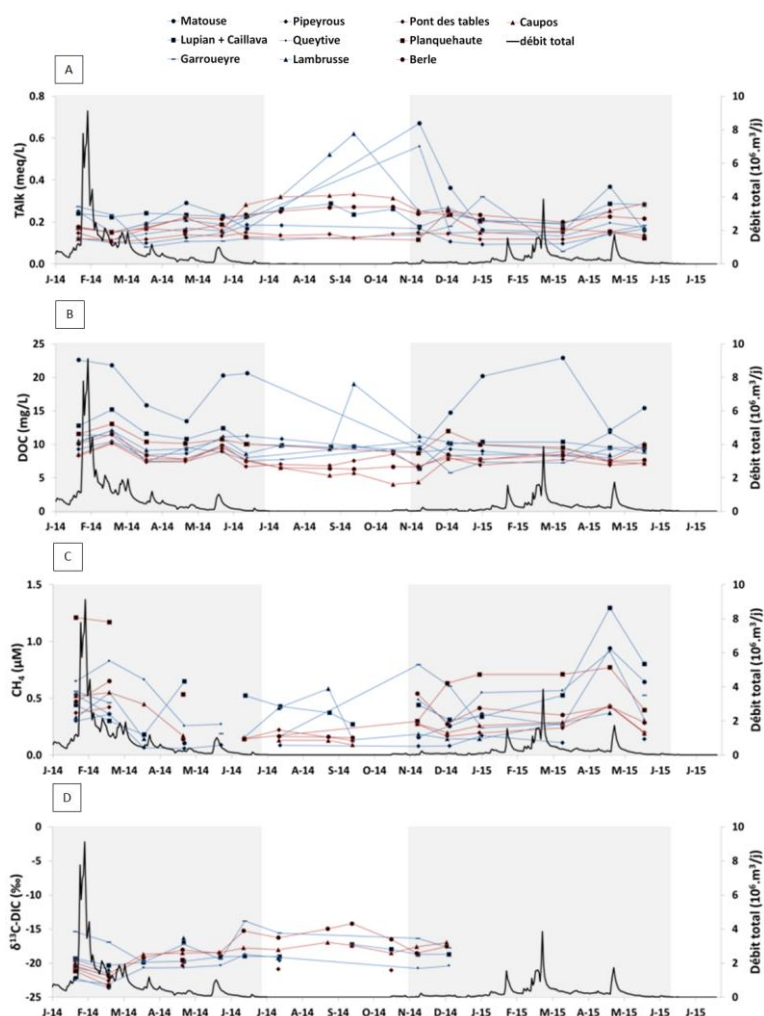 Matouse Pipeyrous Pont des tables Caupos
Lupian + Caillava Queytive Planquehaute débit total
Garroueyre Lambrusse Berle
A
TAlk (meq/L)
0.8
0.6
0.4
0.2
0.0
10
8
6
4
2
0
Débit total (10⁶.m³/j)
J-14 F-14 M-14 A-14 M-14 J-14 J-14 A-14 S-14 O-14 N-14 D-14 J-15 F-15 M-15 A-15 M-15 J-15 J-15
B
DOC (mg/L)
25
20
15
10
5
0
10
8
6
4
2
0
Débit total (10⁶.m³/j)
J-14 F-14 M-14 A-14 M-14 J-14 J-14 A-14 S-14 O-14 N-14 D-14 J-15 F-15 M-15 A-15 M-15 J-15 J-15
C
CH₄ (µM)
1.5
1.0
0.5
0.0
10
8
6
4
2
0
Débit total (10⁶.m³/j)
J-14 F-14 M-14 A-14 M-14 J-14 J-14 A-14 S-14 O-14 N-14 D-14 J-15 F-15 M-15 A-15 M-15 J-15 J-15
D
δ¹³C-DIC (‰)
0
-5
-10
-15
-20
-25
10
8
6
4
2
0
Débit total (10⁶.m³/j)
J-14 F-14 M-14 A-14 M-14 J-14 J-14 A-14 S-14 O-14 N-14 D-14 J-15 F-15 M-15 A-15 M-15 J-15 J-15